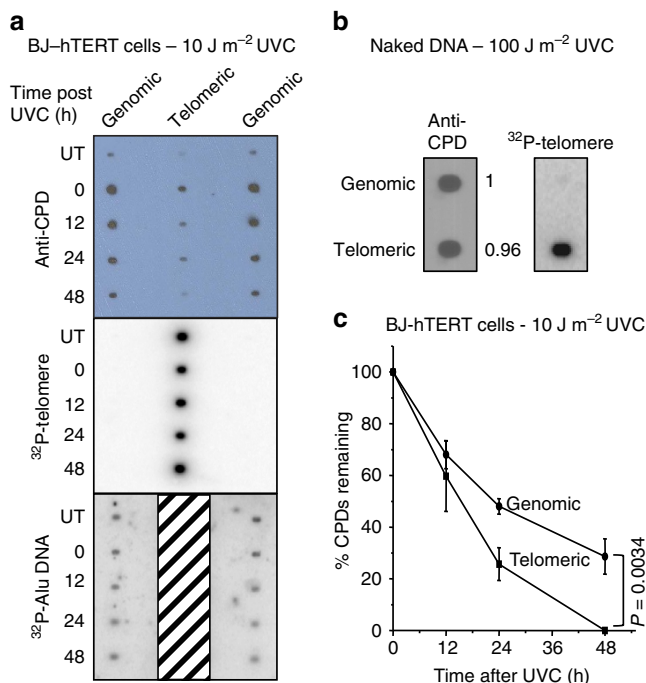 a
BJ–hTERT cells – 10 J m⁻² UVC
Time post
UVC (h)
Genomic
Telomeric
Genomic
Anti-CPD
UT
0
12
24
48
³²P-telomere
UT
0
12
24
48
³²P-Alu DNA
UT
0
12
24
48
b
Naked DNA – 100 J m⁻² UVC
Anti-
CPD
³²P-telomere
Genomic
1
Telomeric
0.96
c
BJ-hTERT cells - 10 J m⁻² UVC
% CPDs remaining
100
80
60
40
20
0
Genomic
Telomeric
P = 0.0034
0 12 24 36 48
Time after UVC (h)